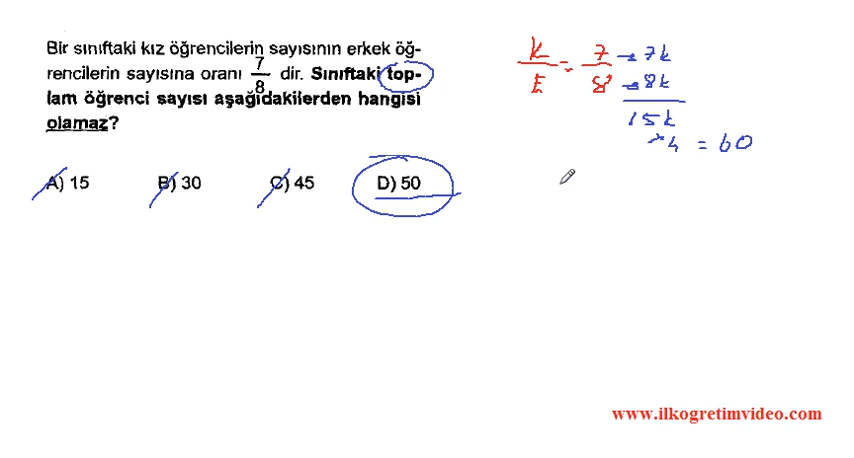 Bir sınıftaki kız öğrencilerin sayısının erkek öğ-
rencilerin sayısına oranı 7/8 dir. Sınıftaki top-
lam öğrenci sayısı aşağıdakilerden hangisi
olamaz?
A) 15 B) 30 C) 45 D) 50
k/E = 7/8 → 7k
→ 8k
15k
×4 = 60
www.ilkogretimvideo.com